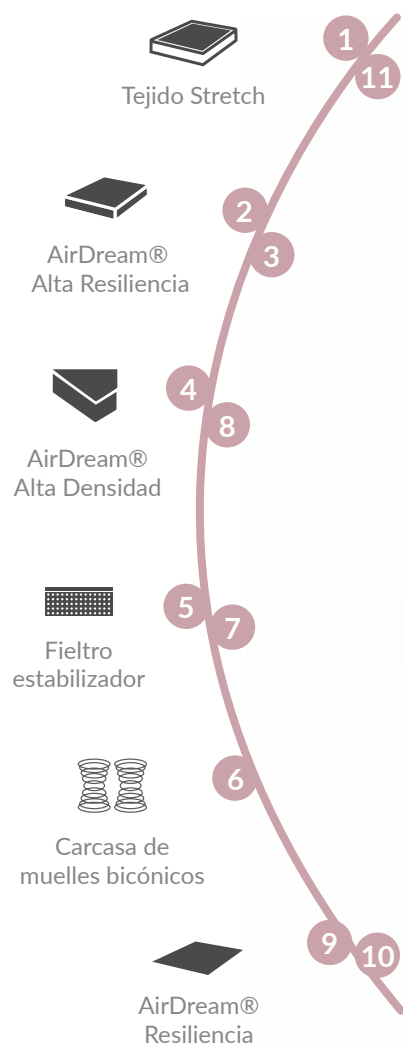 1
11
Tejido Stretch
2
3
AirDream®
Alta Resiliencia
4
8
AirDream®
Alta Densidad
5
7
Fieltro
estabilizador
6
Carcasa de
muelles bicónicos
9
10
AirDream®
Resiliencia